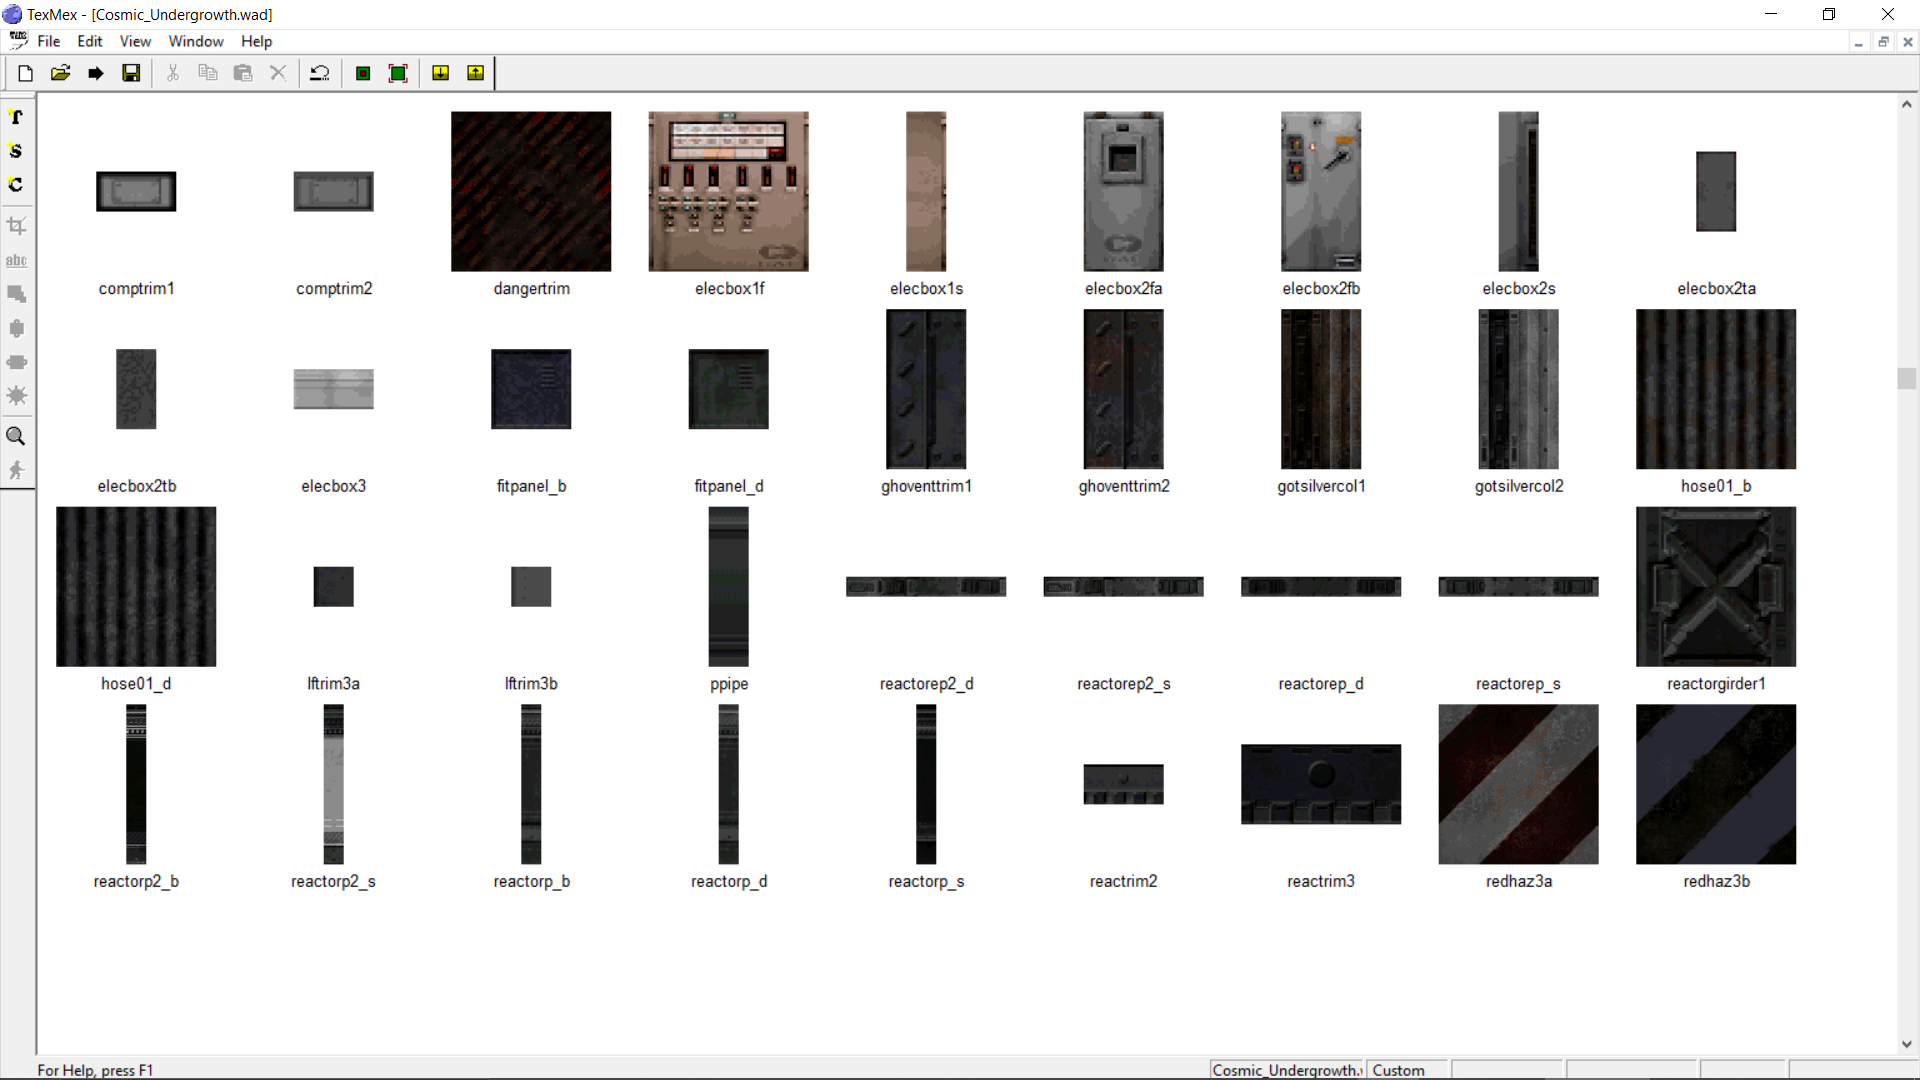 TexMex - [Cosmic_Undergrowth.wad]
File Edit View Window Help
T
S
C
abc
comptrim1 comptrim2 dangertrim elecbox1f elecbox1s elecbox2fa elecbox2fb elecbox2s elecbox2ta
elecbox2tb elecbox3 fitpanel_b fitpanel_d ghoventtrim1 ghoventtrim2 gotsilvercol1 gotsilvercol2 hose01_b
hose01_d lftrim3a lftrim3b ppipe reactorep2_d reactorep2_s reactorep_d reactorep_s reactorgirder1
reactorp2_b reactorp2_s reactorp_b reactorp_d reactorp_s reactrim2 reactrim3 redhaz3a redhaz3b
For Help, press F1 Cosmic_Undergrowth. Custom